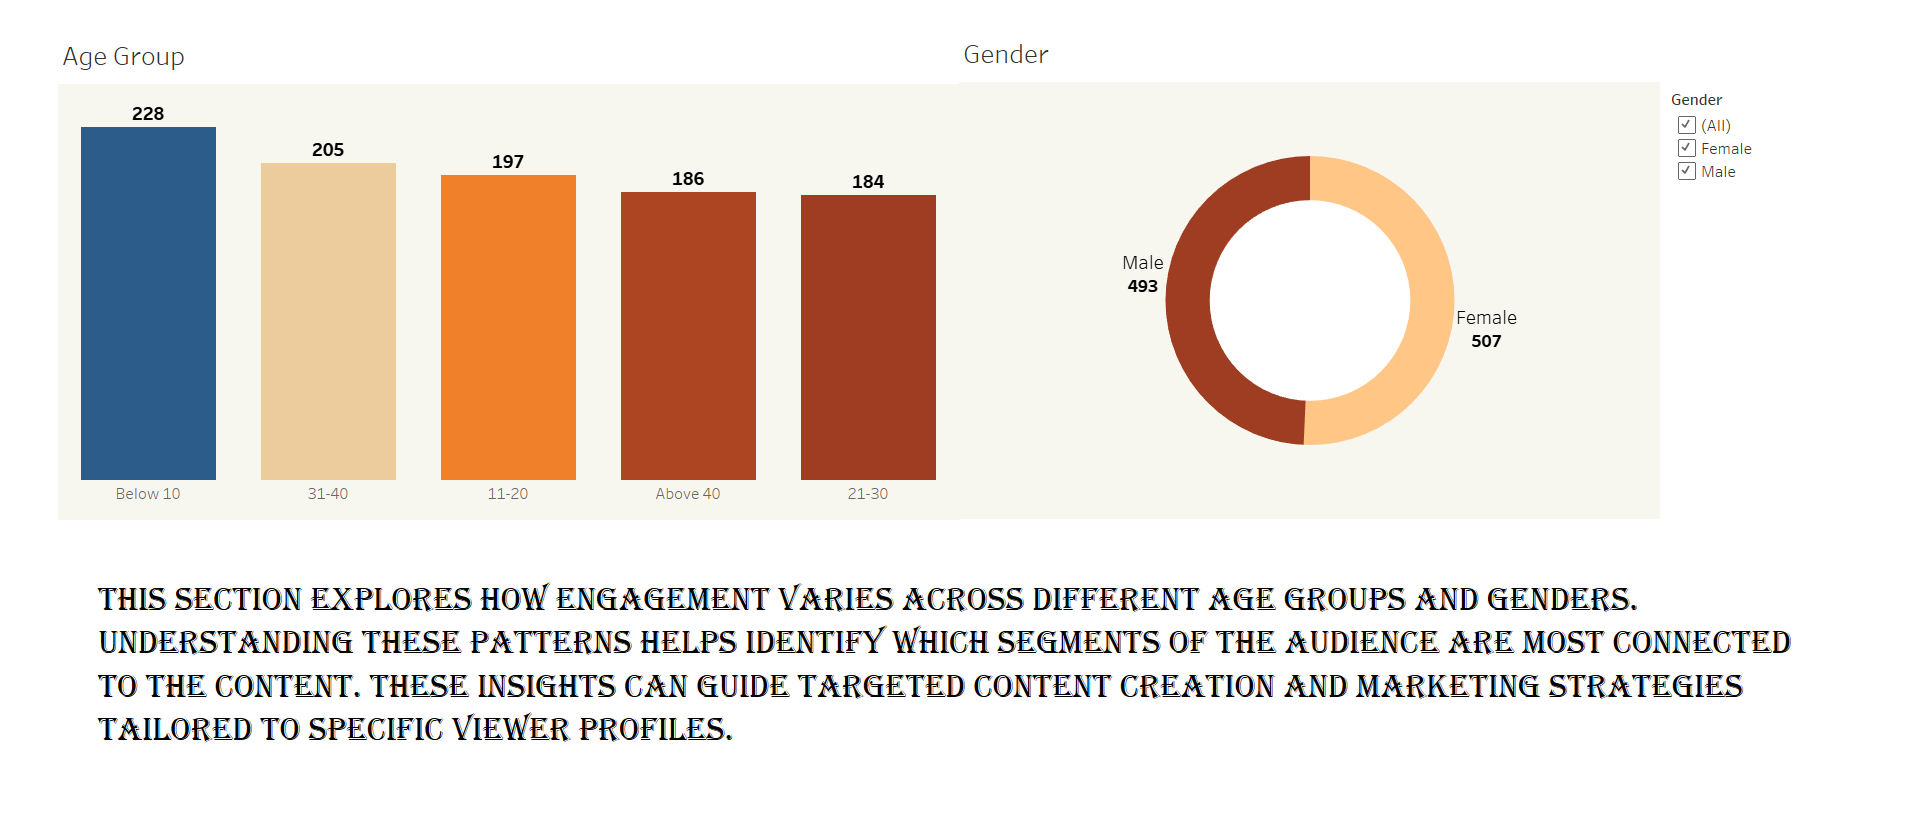 Age Group
228
205
197
186
184
Below 10
31-40
11-20
Above 40
21-30
Gender
Male
493
Female
507
Gender
(All)
Female
Male
THIS SECTION EXPLORES HOW ENGAGEMENT VARIES ACROSS DIFFERENT AGE GROUPS AND GENDERS.
UNDERSTANDING THESE PATTERNS HELPS IDENTIFY WHICH SEGMENTS OF THE AUDIENCE ARE MOST CONNECTED
TO THE CONTENT. THESE INSIGHTS CAN GUIDE TARGETED CONTENT CREATION AND MARKETING STRATEGIES
TAILORED TO SPECIFIC VIEWER PROFILES.